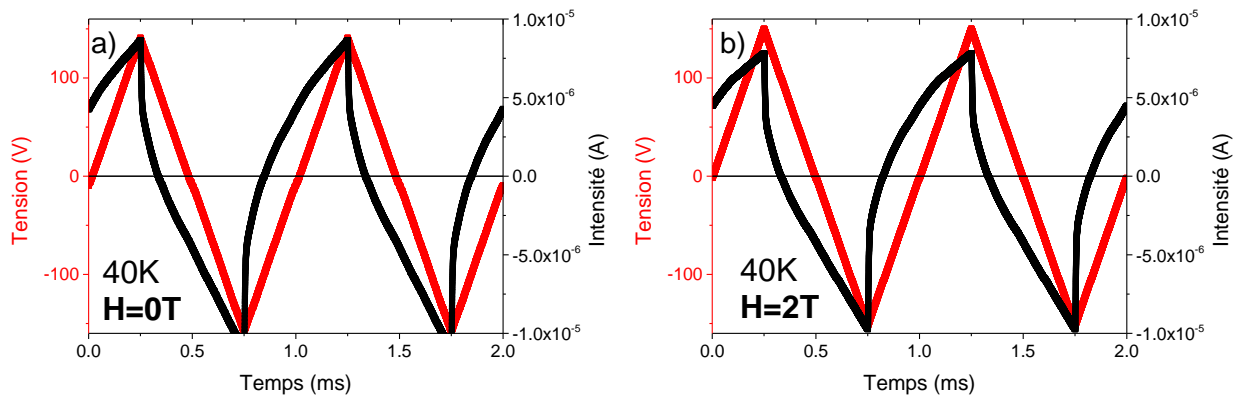 a)
100
0
-100
Tension (V)
40K
H=0T
1.0x10-5
5.0x10-6
0.0
-5.0x10-6
-1.0x10-5
Intensité (A)
0.0 0.5 1.0 1.5 2.0
Temps (ms)
b)
100
0
-100
Tension (V)
40K
H=2T
1.0x10-5
5.0x10-6
0.0
-5.0x10-6
-1.0x10-5
Intensité (A)
0.0 0.5 1.0 1.5 2.0
Temps (ms)